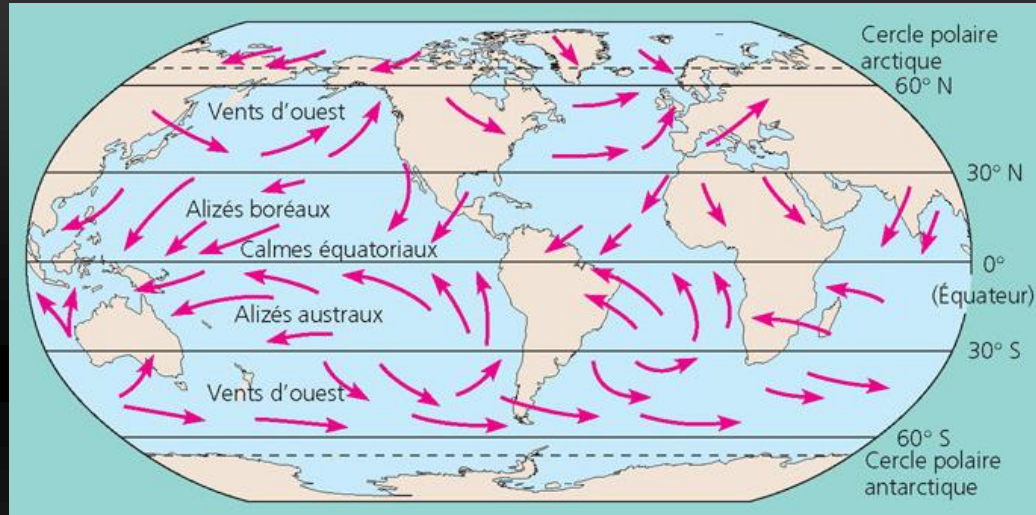 Cercle polaire
arctique
60° N
Vents d'ouest
30° N
Alizés boréaux
Calmes équatoriaux
0°
(Équateur)
Alizés austraux
30° S
Vents d'ouest
60° S
Cercle polaire
antarctique